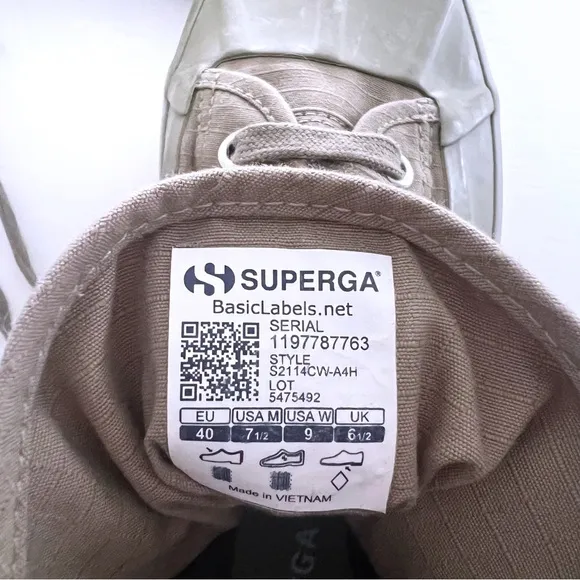 SUPERGA®
BasicLabels.net
SERIAL
1197787763
STYLE
S2114CW-A4H
LOT
5475492
EU USA M USA W UK
40 7 1/2 9 6 1/2
Made in VIETNAM
ERGA